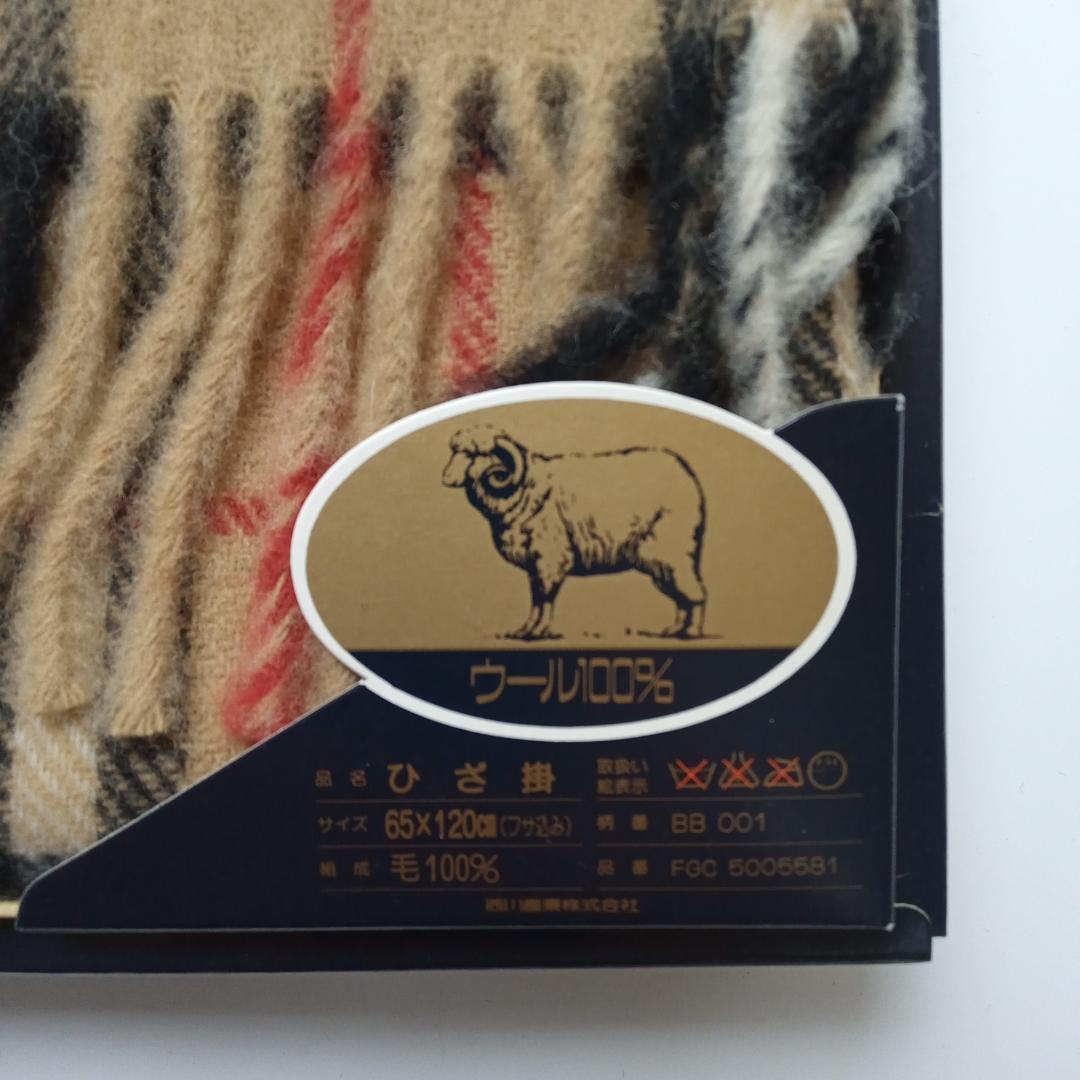 ウール100%
品名 ひざ掛
取扱い
絵表示
サイズ 65×120㎝(フサ込み)
柄番 BB 001
組成 毛100%
品番 FGC 5005581
西川産業株式会社